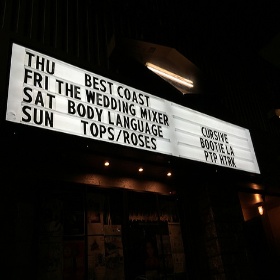 THU BEST COAST
FRI THE WEDDING MIXER
SAT BODY LANGUAGE
SUN TOPS/ROSES
CURSIVE
BOOTIE LA
PTP HTRK